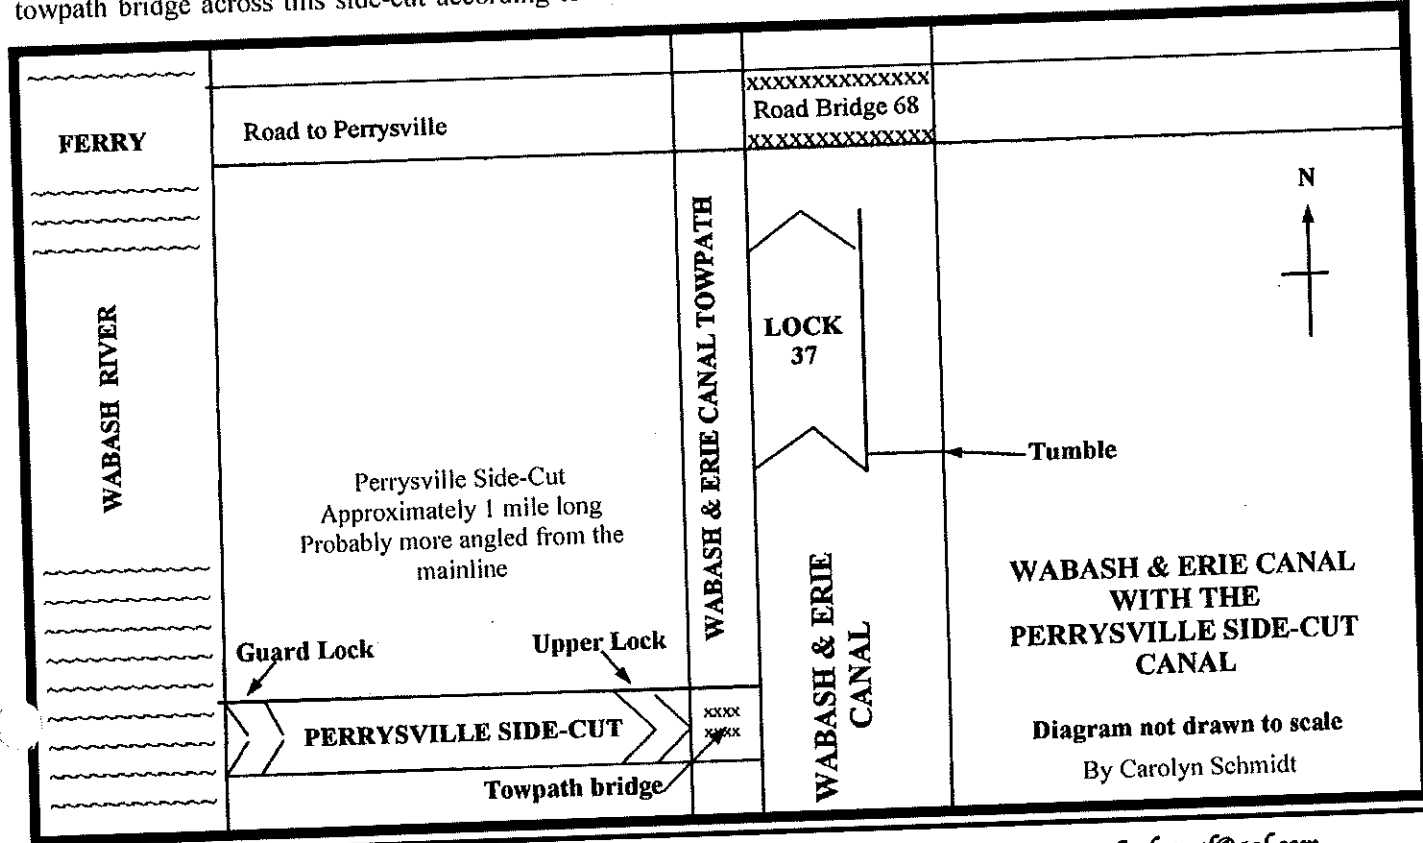 towpath bridge across this side-cut according
FERRY
Road to Perrysville
xxxxxxxxxxxxxx
Road Bridge 68
xxxxxxxxxxxxxx
N
WABASH RIVER
WABASH & ERIE CANAL TOWPATH
LOCK
37
Tumble
Perrysville Side-Cut
Approximately 1 mile long
Probably more angled from the
mainline
WABASH & ERIE
CANAL
WABASH & ERIE CANAL
WITH THE
PERRYSVILLE SIDE-CUT
CANAL
Guard Lock
Upper Lock
PERRYSVILLE SIDE-CUT
xxxx
xxxx
Towpath bridge
Diagram not drawn to scale
By Carolyn Schmidt